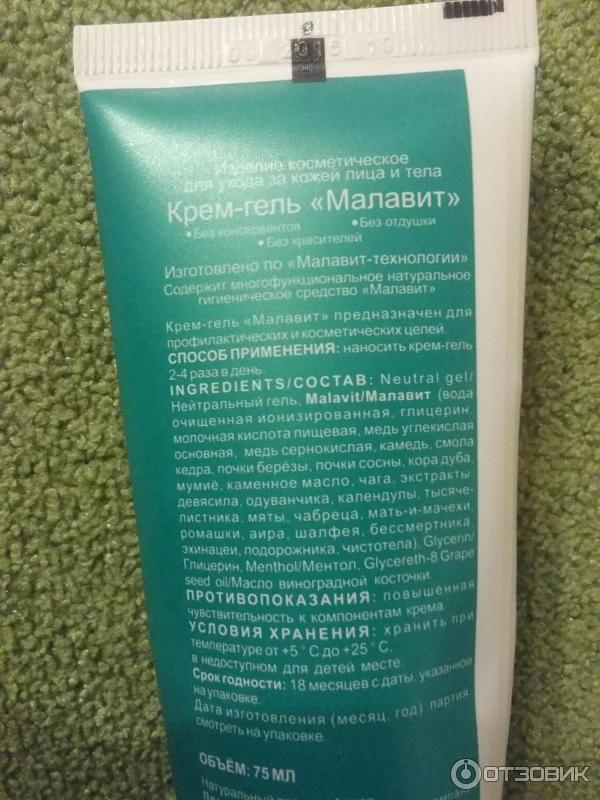 09 2015 13
Изделие косметическое
для ухода за кожей лица и тела
Крем-гель «Малавит»
•Без консервантов •Без отдушки
•Без красителей
Изготовлено по «Малавит-технологии»
Содержит многофункциональное натуральное
гигиеническое средство «Малавит»
Крем-гель «Малавит» предназначен для
профилактических и косметических целей.
СПОСОБ ПРИМЕНЕНИЯ: наносить крем-гель
2-4 раза в день.
INGREDIENTS/СОСТАВ: Neutral gel/
Нейтральный гель, Malavit/Малавит (вода
очищенная ионизированная, глицерин,
молочная кислота пищевая, медь углекислая
основная, медь сернокислая, камедь, смола
кедра, почки берёзы, почки сосны, кора дуба,
мумиё, каменное масло, чага, экстракты
девясила, одуванчика, календулы, тысяче-
листника, мяты, чабреца, мать-и-мачехи,
ромашки, аира, шалфея, бессмертника,
эхинацеи, подорожника, чистотела), Glycerin/
Глицерин, Menthol/Ментол, Glycereth-8 Grape
seed oil/Масло виноградной косточки.
ПРОТИВОПОКАЗАНИЯ: повышенная
чувствительность к компонентам крема.
УСЛОВИЯ ХРАНЕНИЯ: хранить при
температуре от +5°С до +25°С,
в недоступном для детей месте.
Срок годности: 18 месяцев с даты, указанной
на упаковке.
Дата изготовления (месяц, год) партия
смотреть на упаковке.
ОБЪЁМ: 75 МЛ
Натуральный
ОТЗОВИК